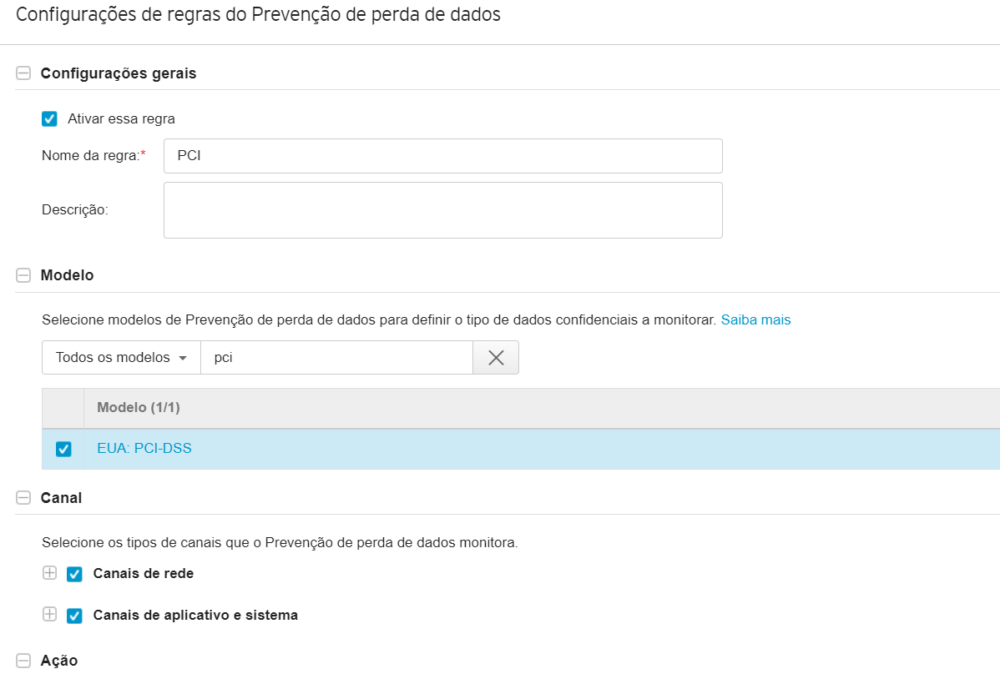 Configurações de regras do Prevenção de perda de dados
Configurações gerais
Ativar essa regra
Nome da regra:*
PCI
Descrição:
Modelo
Selecione modelos de Prevenção de perda de dados para definir o tipo de dados confidenciais a monitorar. Saiba mais
Todos os modelos
pci
Modelo (1/1)
EUA: PCI-DSS
Canal
Selecione os tipos de canais que o Prevenção de perda de dados monitora.
Canais de rede
Canais de aplicativo e sistema
Ação